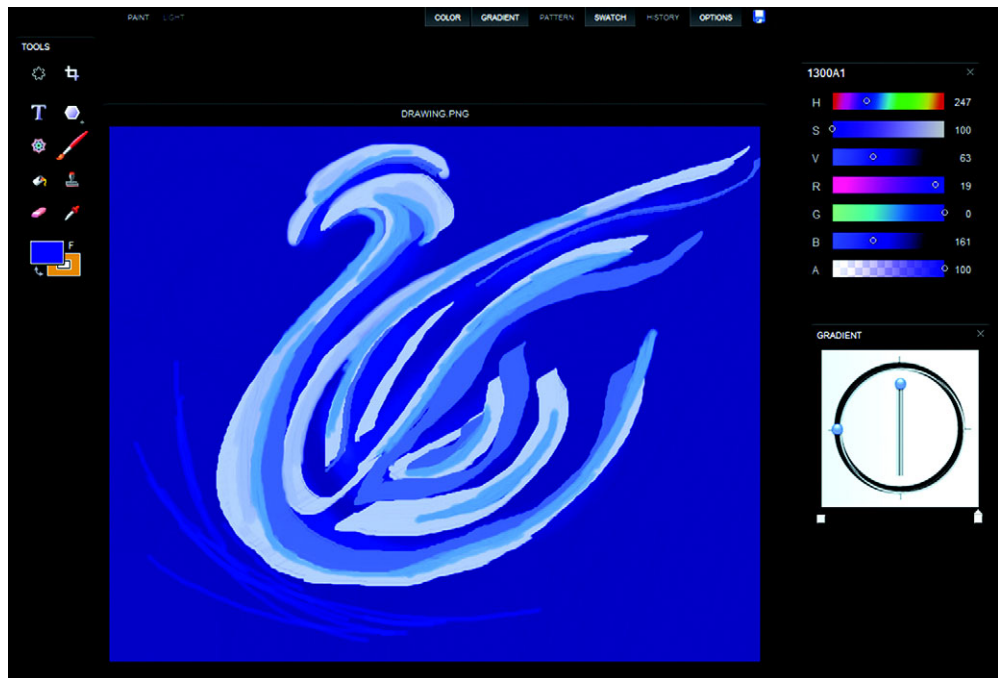 PAINT LIGHT COLOR GRADIENT PATTERN SWATCH HISTORY OPTIONS
TOOLS
T
F
DRAWING.PNG
1300A1
H 247
S 100
V 63
R 19
G 0
B 161
A 100
GRADIENT